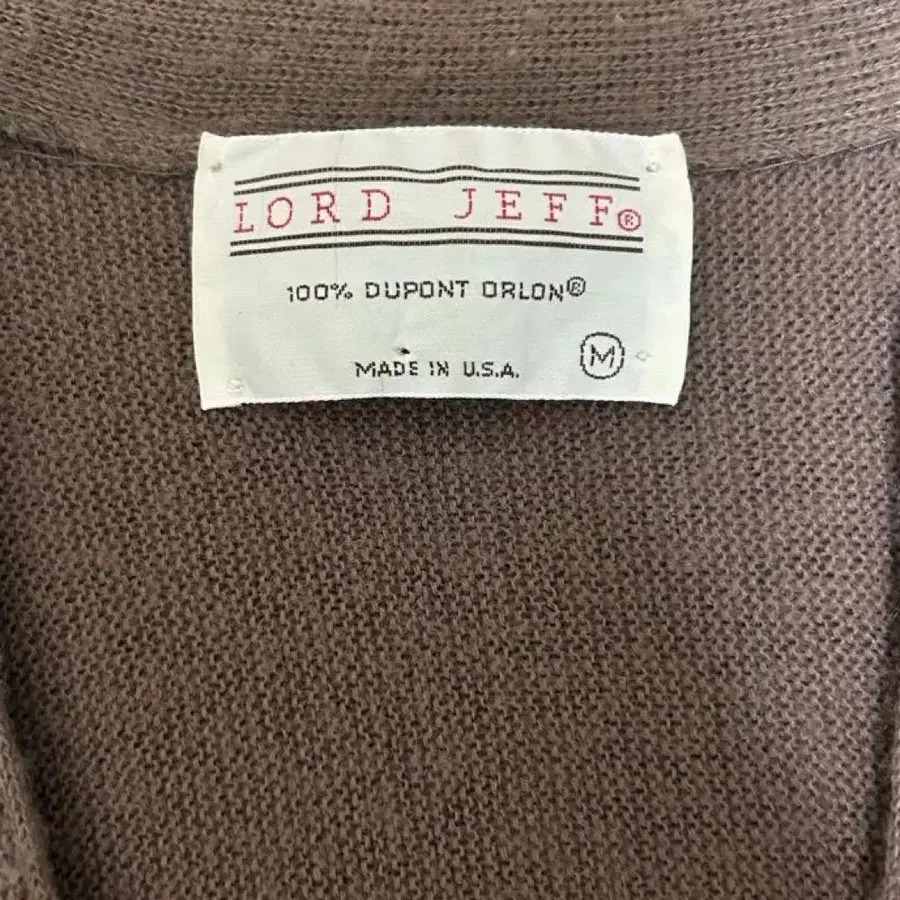 LORD JEFF®
100% DUPONT ORLON®
M
MADE IN U.S.A.